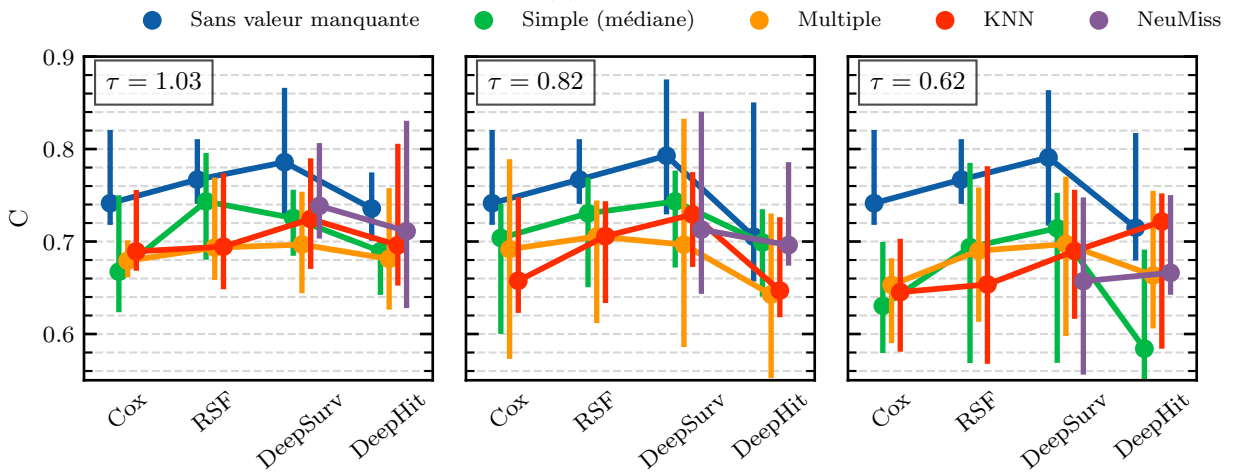 Sans valeur manquante Simple (médiane) Multiple KNN NeuMiss
0.9
τ = 1.03 τ = 0.82 τ = 0.62
0.8
C
0.7
0.6
Cox RSF DeepSurv DeepHit Cox RSF DeepSurv DeepHit Cox RSF DeepSurv DeepHit